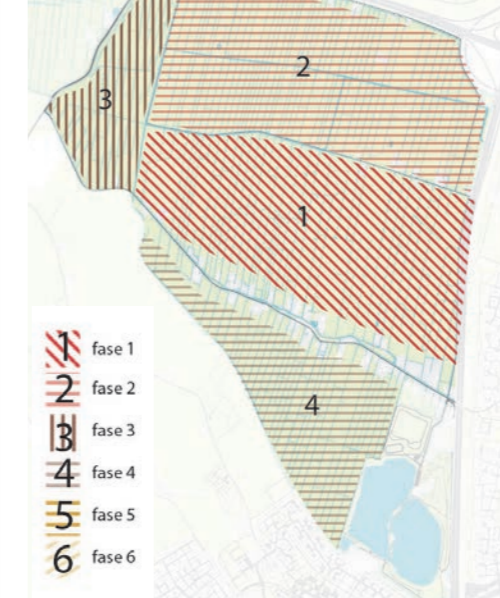 2
3
1
4
1 fase 1
2 fase 2
3 fase 3
4 fase 4
5 fase 5
6 fase 6